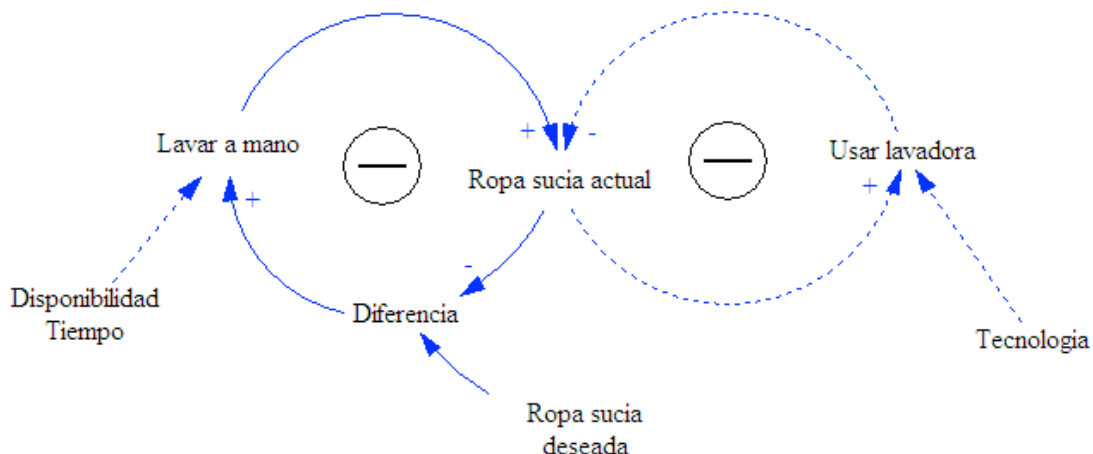 +
+
-
Lavar a mano
Usar lavadora
Ropa sucia actual
+
+
-
Disponibilidad
Tiempo
Diferencia
Tecnologia
Ropa sucia
deseada